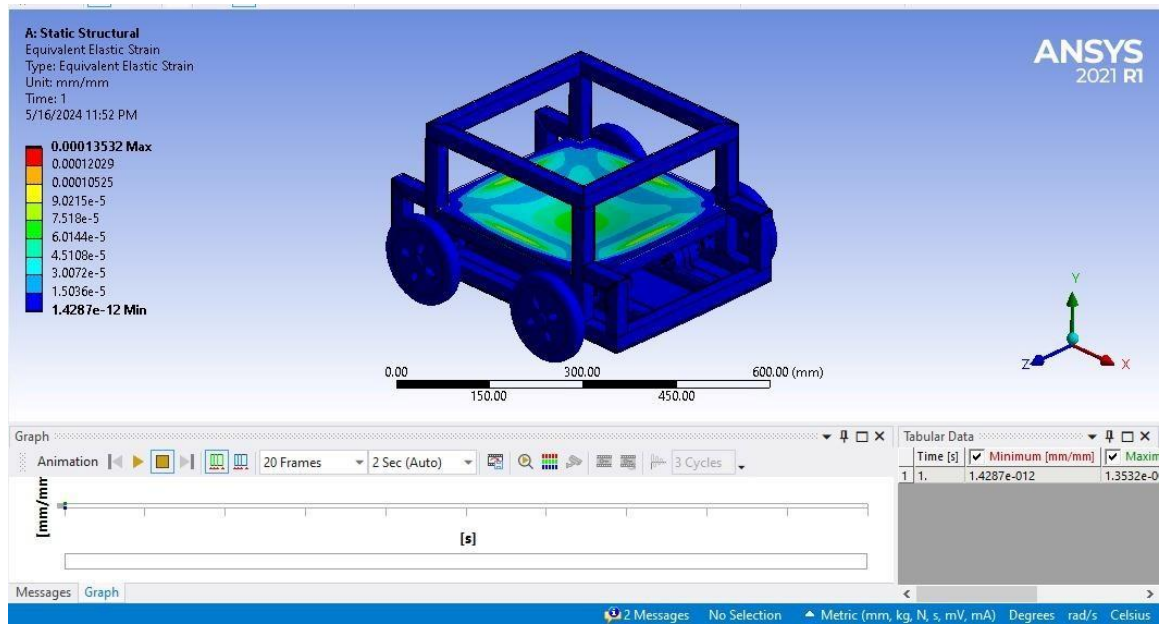 A: Static Structural
Equivalent Elastic Strain
Type: Equivalent Elastic Strain
Unit: mm/mm
Time: 1
5/16/2024 11:52 PM
0.00013532 Max
0.00012029
0.00010525
9.0215e-5
7.518e-5
6.0144e-5
4.5108e-5
3.0072e-5
1.5036e-5
1.4287e-12 Min
ANSYS
2021 R1
Y
Z X
0.00 300.00 600.00 (mm)
150.00 450.00
Graph
Animation 20 Frames 2 Sec (Auto) 3 Cycles
[mm/mm]
[s]
Messages Graph
Tabular Data
Time [s] Minimum [mm/mm] Maxim
1 1. 1.4287e-012 1.3532e-0
2 Messages No Selection Metric (mm, kg, N, s, mV, mA) Degrees rad/s Celsius